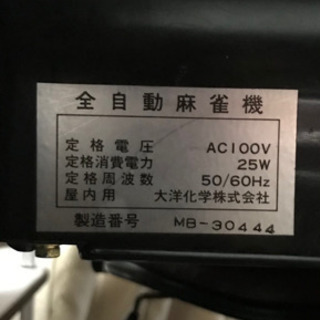 全自動麻雀機
定格電圧 AC100V
定格消費電力 25W
定格周波数 50/60Hz
屋内用 大洋化学株式会社
製造番号 MB-30444